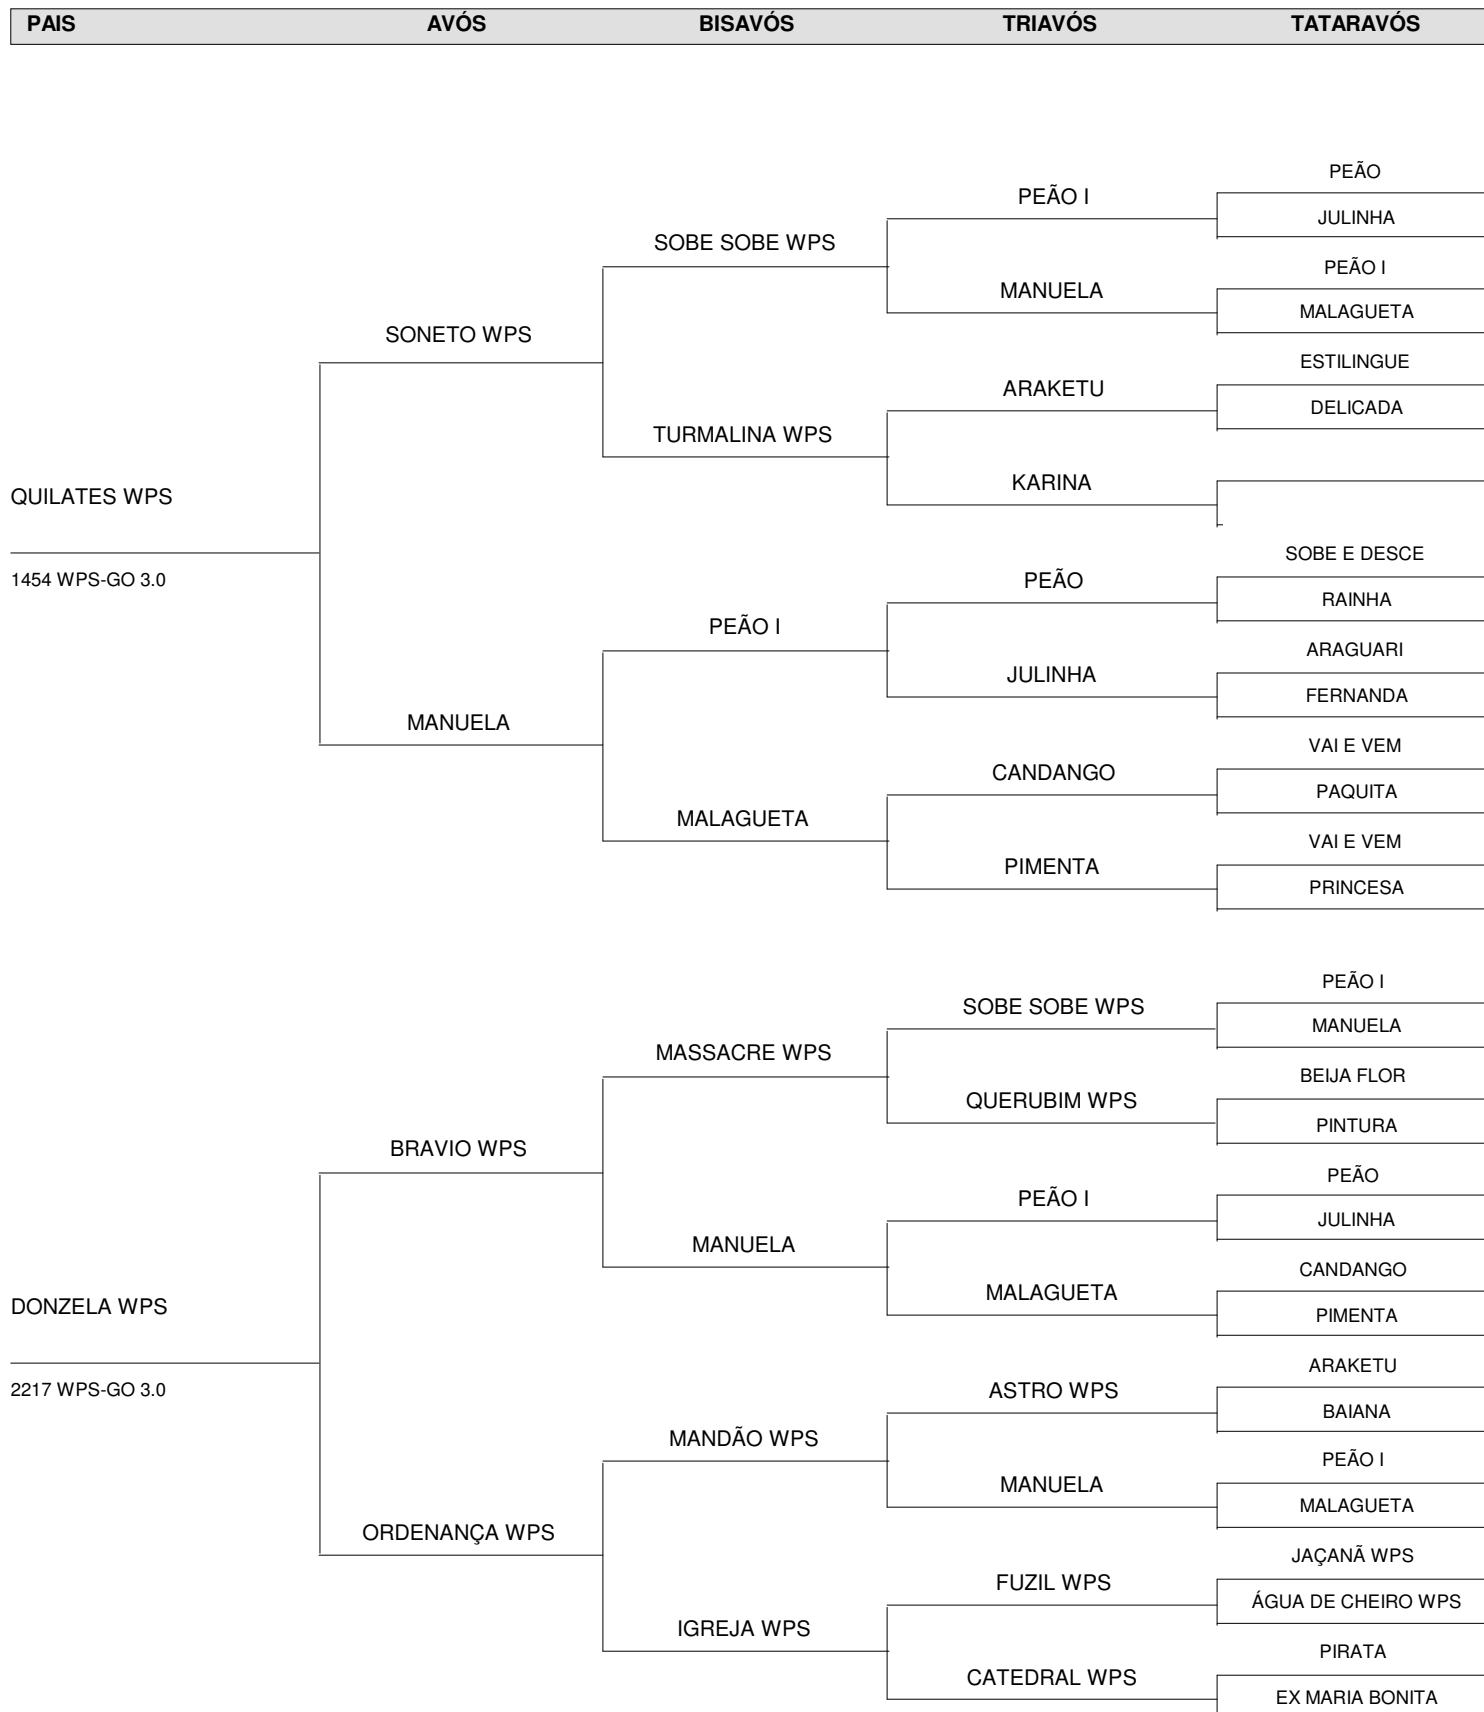 PAIS AVÓS BISAVÓS TRIAVÓS TATARAVÓS
PEÃO
PEÃO I
JULINHA
SOBE SOBE WPS
PEÃO I
MANUELA
MALAGUETA
SONETO WPS
ESTILINGUE
ARAKETU
DELICADA
TURMALINA WPS
KARINA
QUILATES WPS
SOBE E DESCE
1454 WPS-GO 3.0
PEÃO
RAINHA
PEÃO I
ARAGUARI
JULINHA
FERNANDA
MANUELA
VAI E VEM
CANDANGO
PAQUITA
MALAGUETA
VAI E VEM
PIMENTA
PRINCESA
PEÃO I
SOBE SOBE WPS
MANUELA
MASSACRE WPS
BEIJA FLOR
QUERUBIM WPS
PINTURA
BRAVIO WPS
PEÃO
PEÃO I
JULINHA
MANUELA
CANDANGO
MALAGUETA
DONZELA WPS
PIMENTA
ARAKETU
2217 WPS-GO 3.0
ASTRO WPS
BAIANA
MANDÃO WPS
PEÃO I
MANUELA
MALAGUETA
ORDENANÇA WPS
JAÇANÃ WPS
FUZIL WPS
ÁGUA DE CHEIRO WPS
IGREJA WPS
PIRATA
CATEDRAL WPS
EX MARIA BONITA